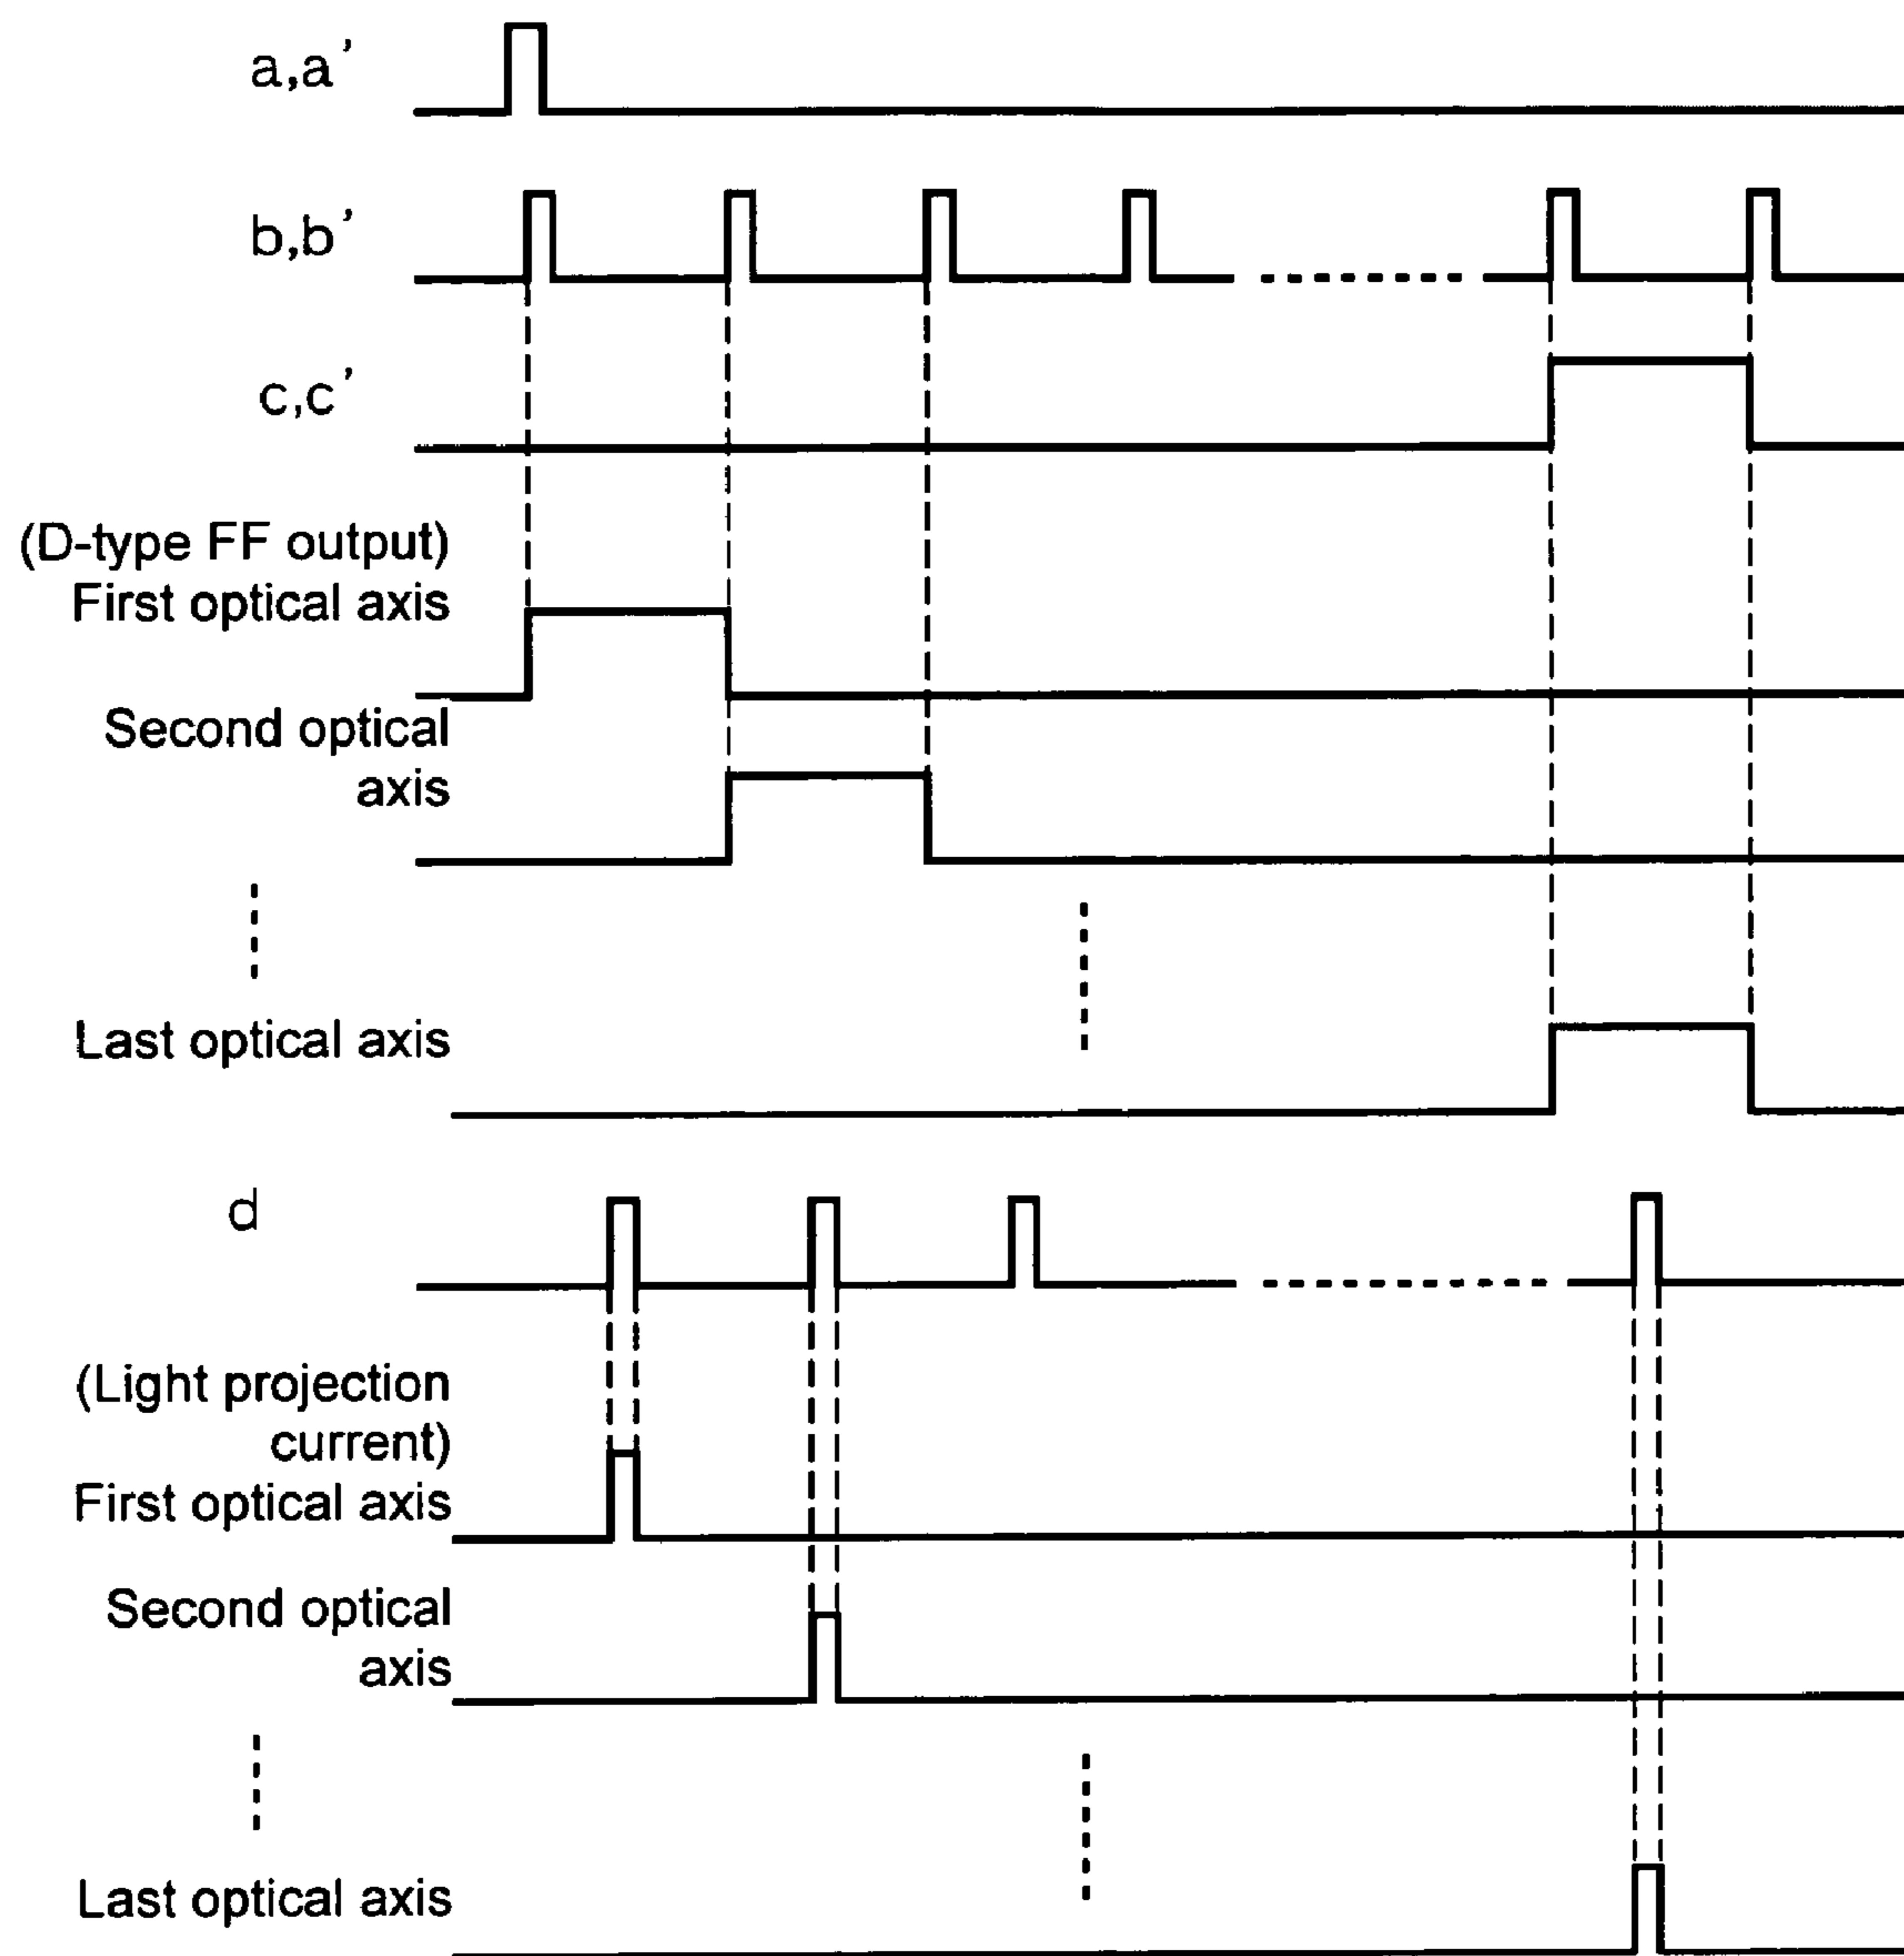 a,a’
b,b’
c,c’
(D-type FF output)
First optical axis
Second optical
axis
Last optical axis
d
(Light projection
current)
First optical axis
Second optical
axis
Last optical axis